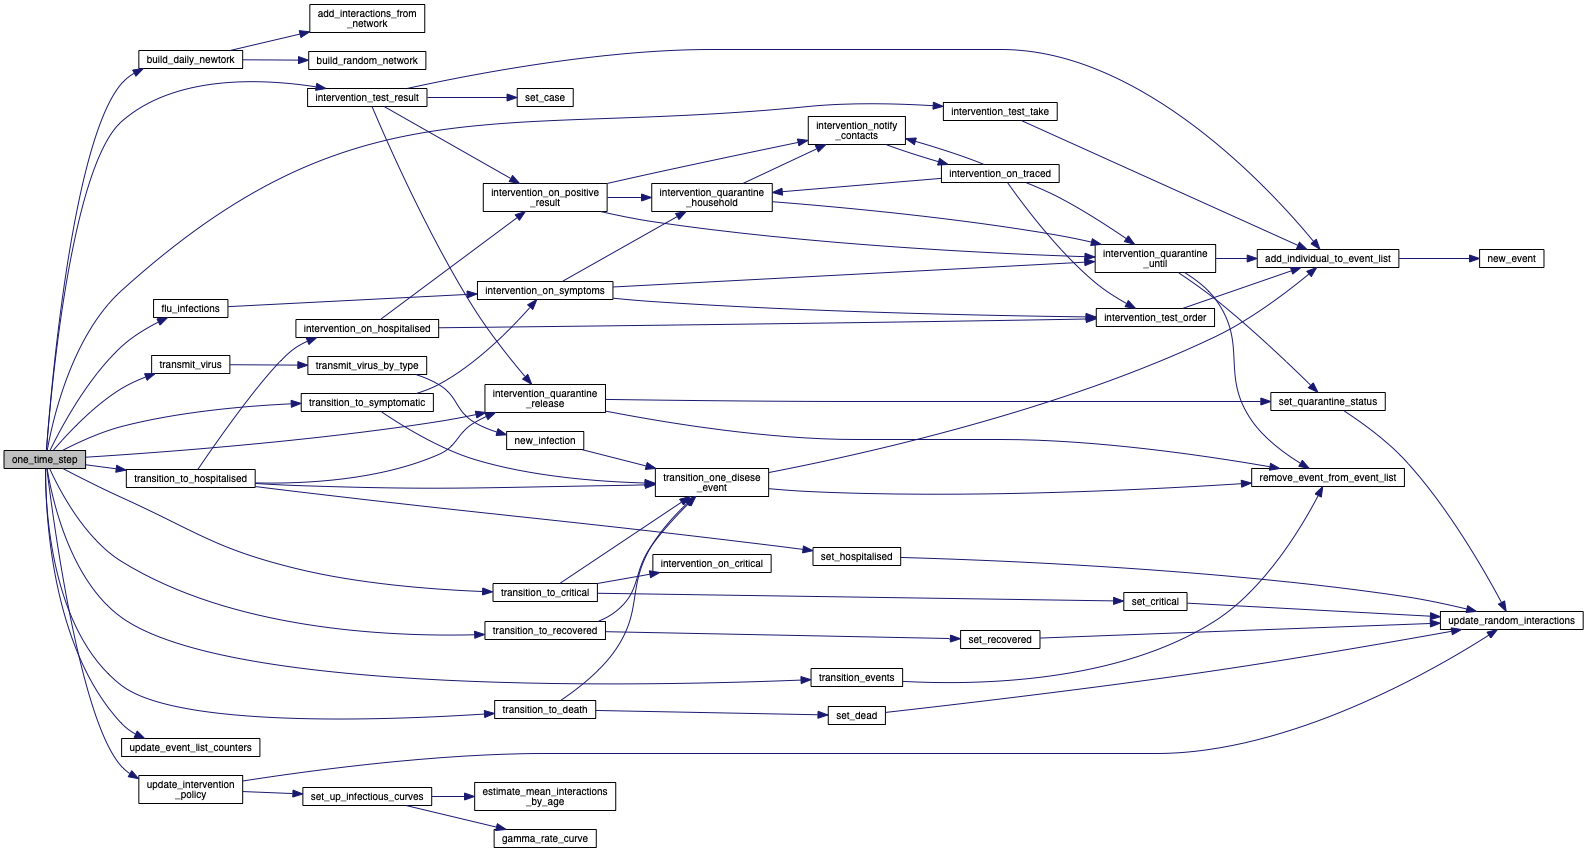 add_interactions_from
_network
build_daily_newtork
build_random_network
intervention_test_result
set_case
intervention_test_take
intervention_notify
_contacts
intervention_on_traced
intervention_on_positive
_result
intervention_quarantine
_household
intervention_quarantine
_until
add_individual_to_event_list
new_event
flu_infections
intervention_on_symptoms
intervention_on_hospitalised
intervention_test_order
transmit_virus
transmit_virus_by_type
transition_to_symptomatic
intervention_quarantine
_release
set_quarantine_status
new_infection
one_time_step
transition_to_hospitalised
transition_one_disese
_event
remove_event_from_event_list
set_hospitalised
intervention_on_critical
transition_to_critical
set_critical
update_random_interactions
transition_to_recovered
set_recovered
transition_events
transition_to_death
set_dead
update_event_list_counters
update_intervention
_policy
set_up_infectious_curves
estimate_mean_interactions
_by_age
gamma_rate_curve